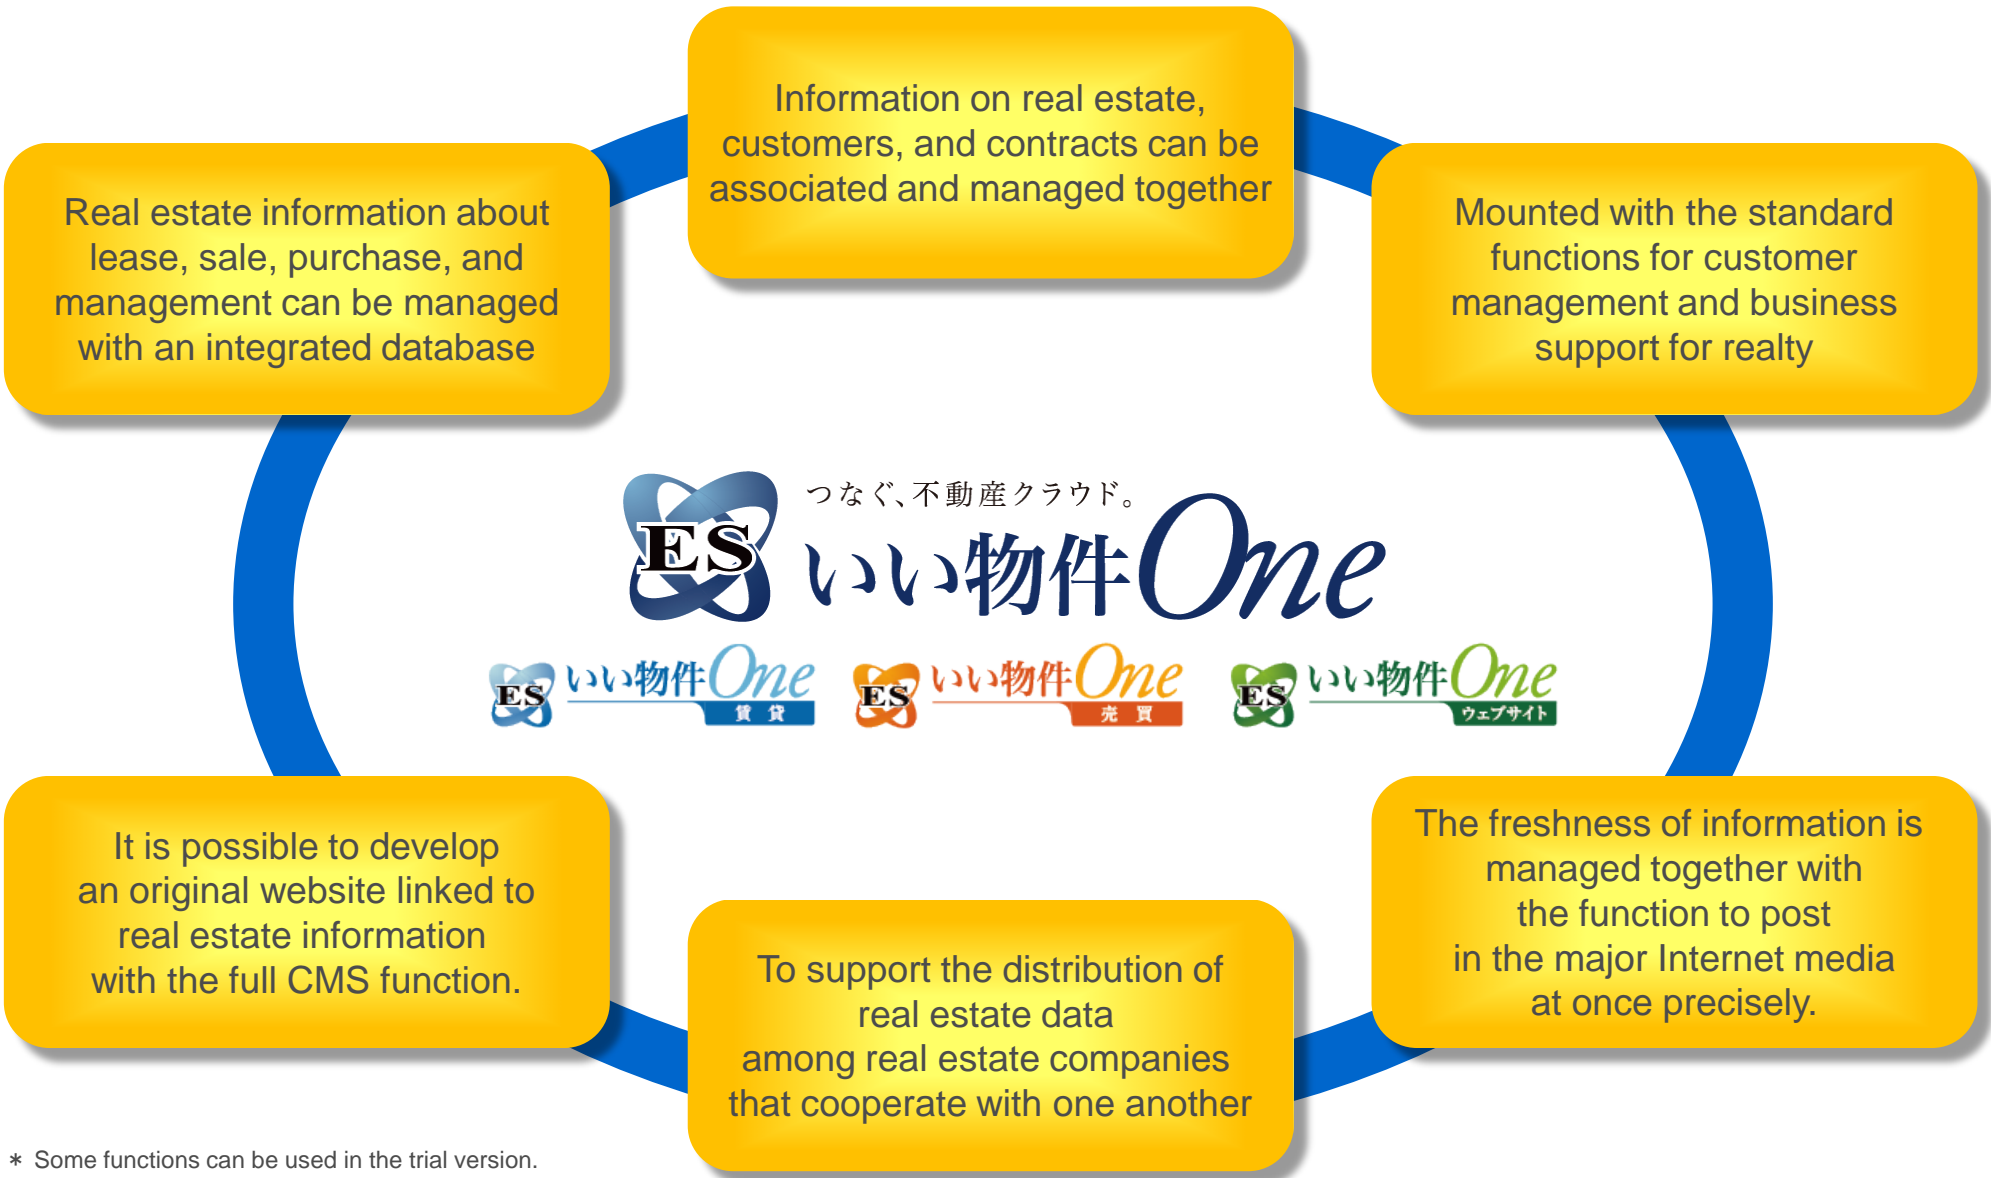 Information on real estate,
customers, and contracts can be
associated and managed together
Real estate information about
lease, sale, purchase, and
management can be managed
with an integrated database
Mounted with the standard
functions for customer
management and business
support for realty
つなぐ、不動産クラウド。
ES いい物件One
ES いい物件One
賃貸
ES いい物件One
売買
ES いい物件One
ウェブサイト
It is possible to develop
an original website linked to
real estate information
with the full CMS function.
The freshness of information is
managed together with
the function to post
in the major Internet media
at once precisely.
To support the distribution of
real estate data
among real estate companies
that cooperate with one another
* Some functions can be used in the trial version.